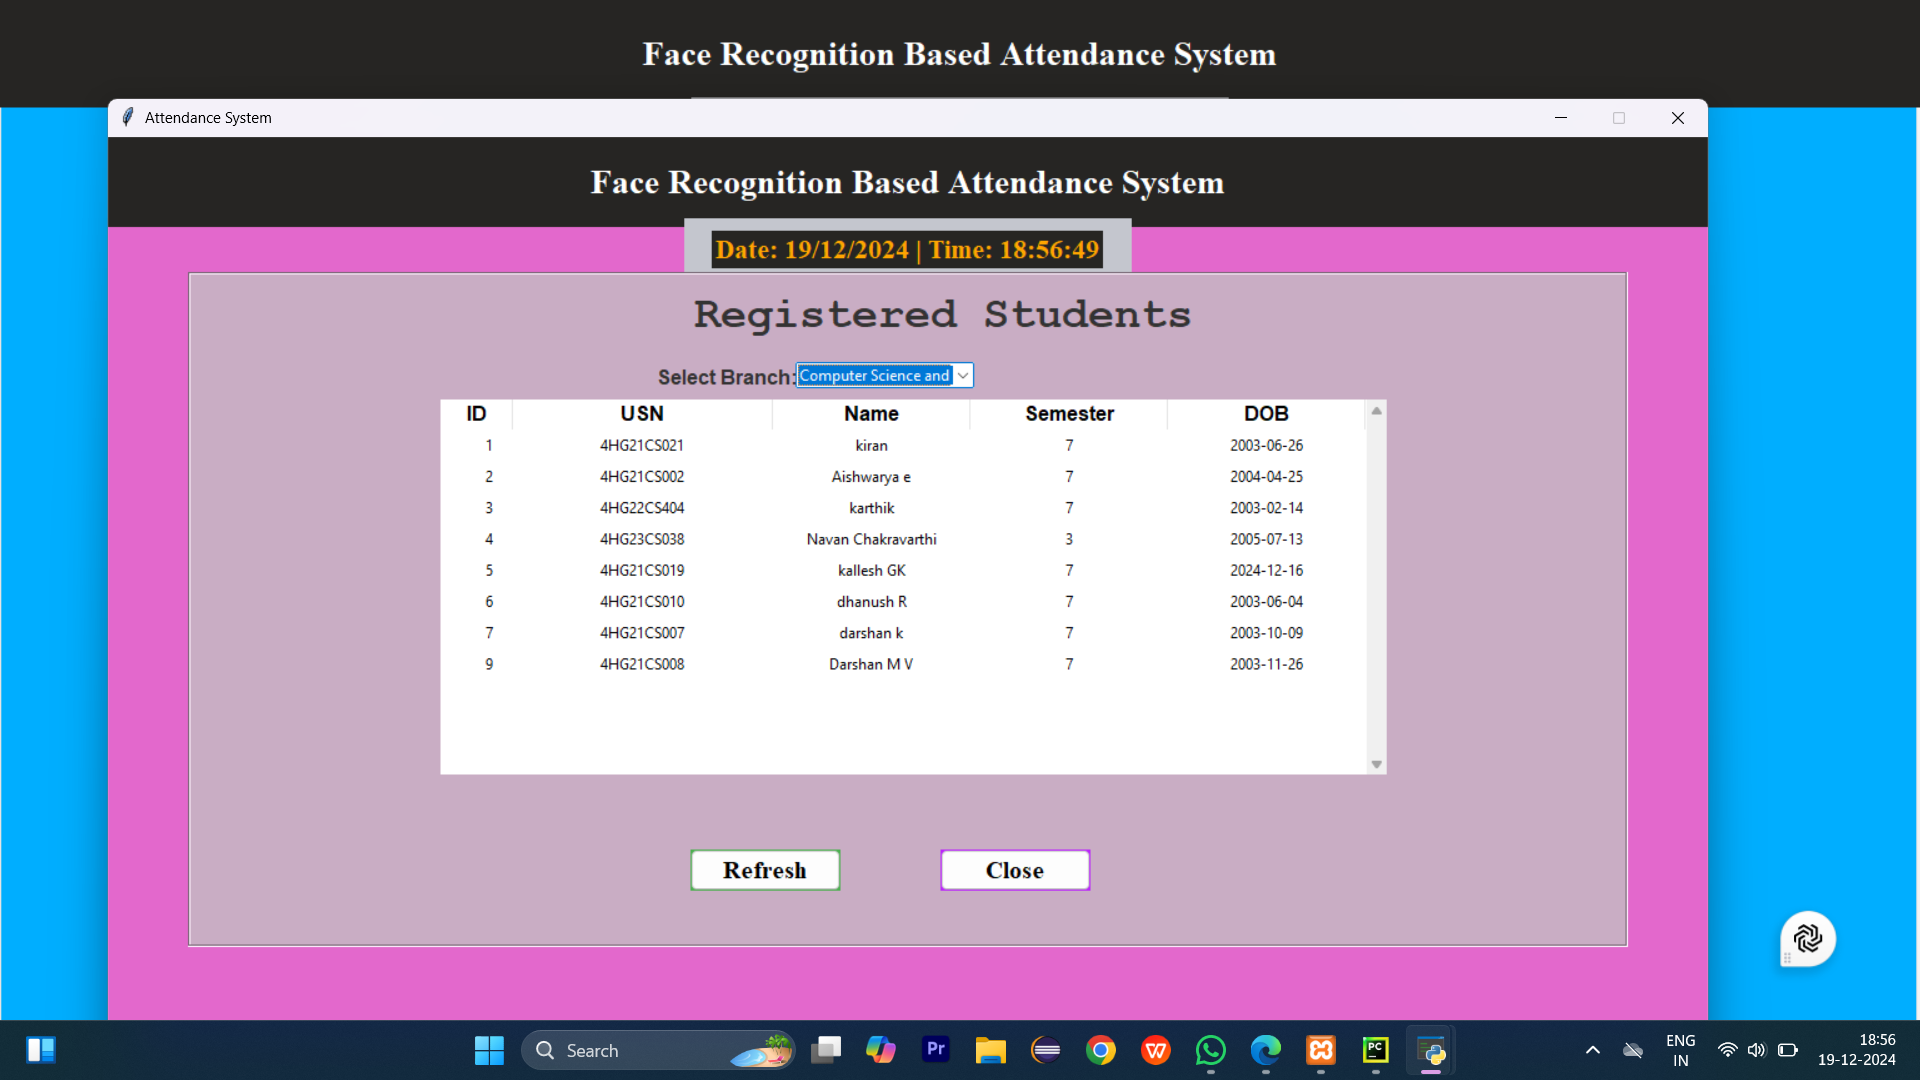 Face Recognition Based Attendance System
Attendance System
Face Recognition Based Attendance System
Date: 19/12/2024 | Time: 18:56:49
Registered Students
Select Branch: Computer Science and
ID USN Name Semester DOB
1 4HG21CS021 kiran 7 2003-06-26
2 4HG21CS002 Aishwarya e 7 2004-04-25
3 4HG22CS404 karthik 7 2003-02-14
4 4HG23CS038 Navan Chakravarthi 3 2005-07-13
5 4HG21CS019 kallesh GK 7 2024-12-16
6 4HG21CS010 dhanush R 7 2003-06-04
7 4HG21CS007 darshan k 7 2003-10-09
9 4HG21CS008 Darshan M V 7 2003-11-26
Refresh Close
Search
Pr
W
PC
ENG
IN
18:56
19-12-2024